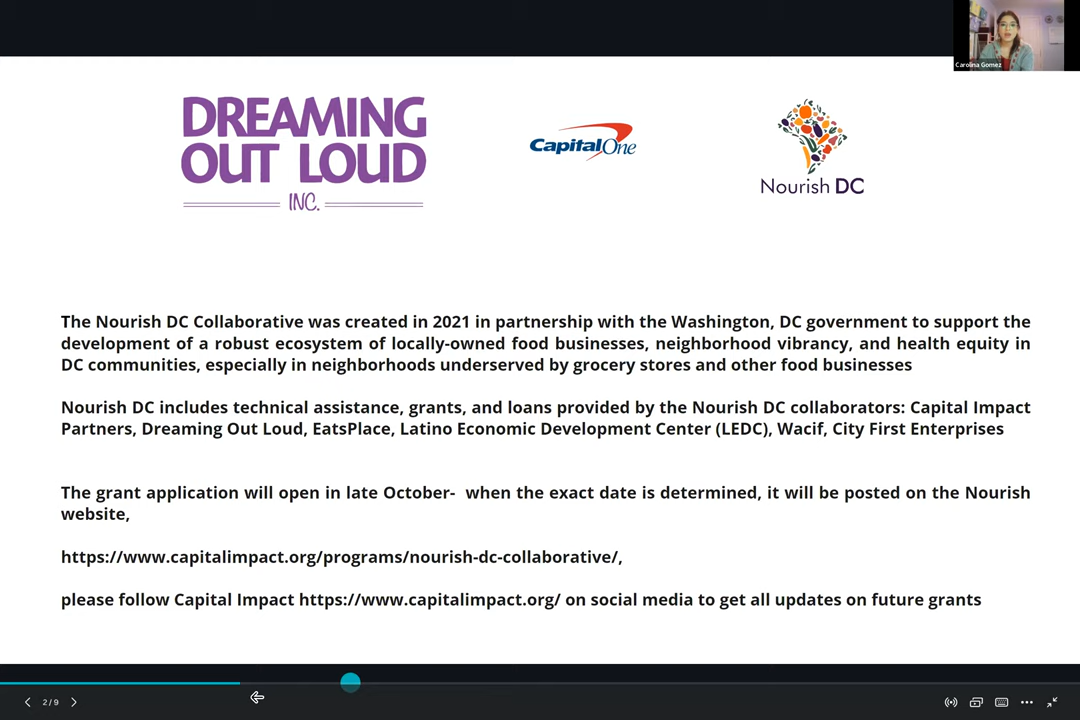 Carolina Gomez
DREAMING
OUT LOUD
INC.
CapitalOne
Nourish DC
The Nourish DC Collaborative was created in 2021 in partnership with the Washington, DC government to support the
development of a robust ecosystem of locally-owned food businesses, neighborhood vibrancy, and health equity in
DC communities, especially in neighborhoods underserved by grocery stores and other food businesses
Nourish DC includes technical assistance, grants, and loans provided by the Nourish DC collaborators: Capital Impact
Partners, Dreaming Out Loud, EatsPlace, Latino Economic Development Center (LEDC), Wacif, City First Enterprises
The grant application will open in late October-  when the exact date is determined, it will be posted on the Nourish
website,
https://www.capitalimpact.org/programs/nourish-dc-collaborative/,
please follow Capital Impact https://www.capitalimpact.org/ on social media to get all updates on future grants
2/9